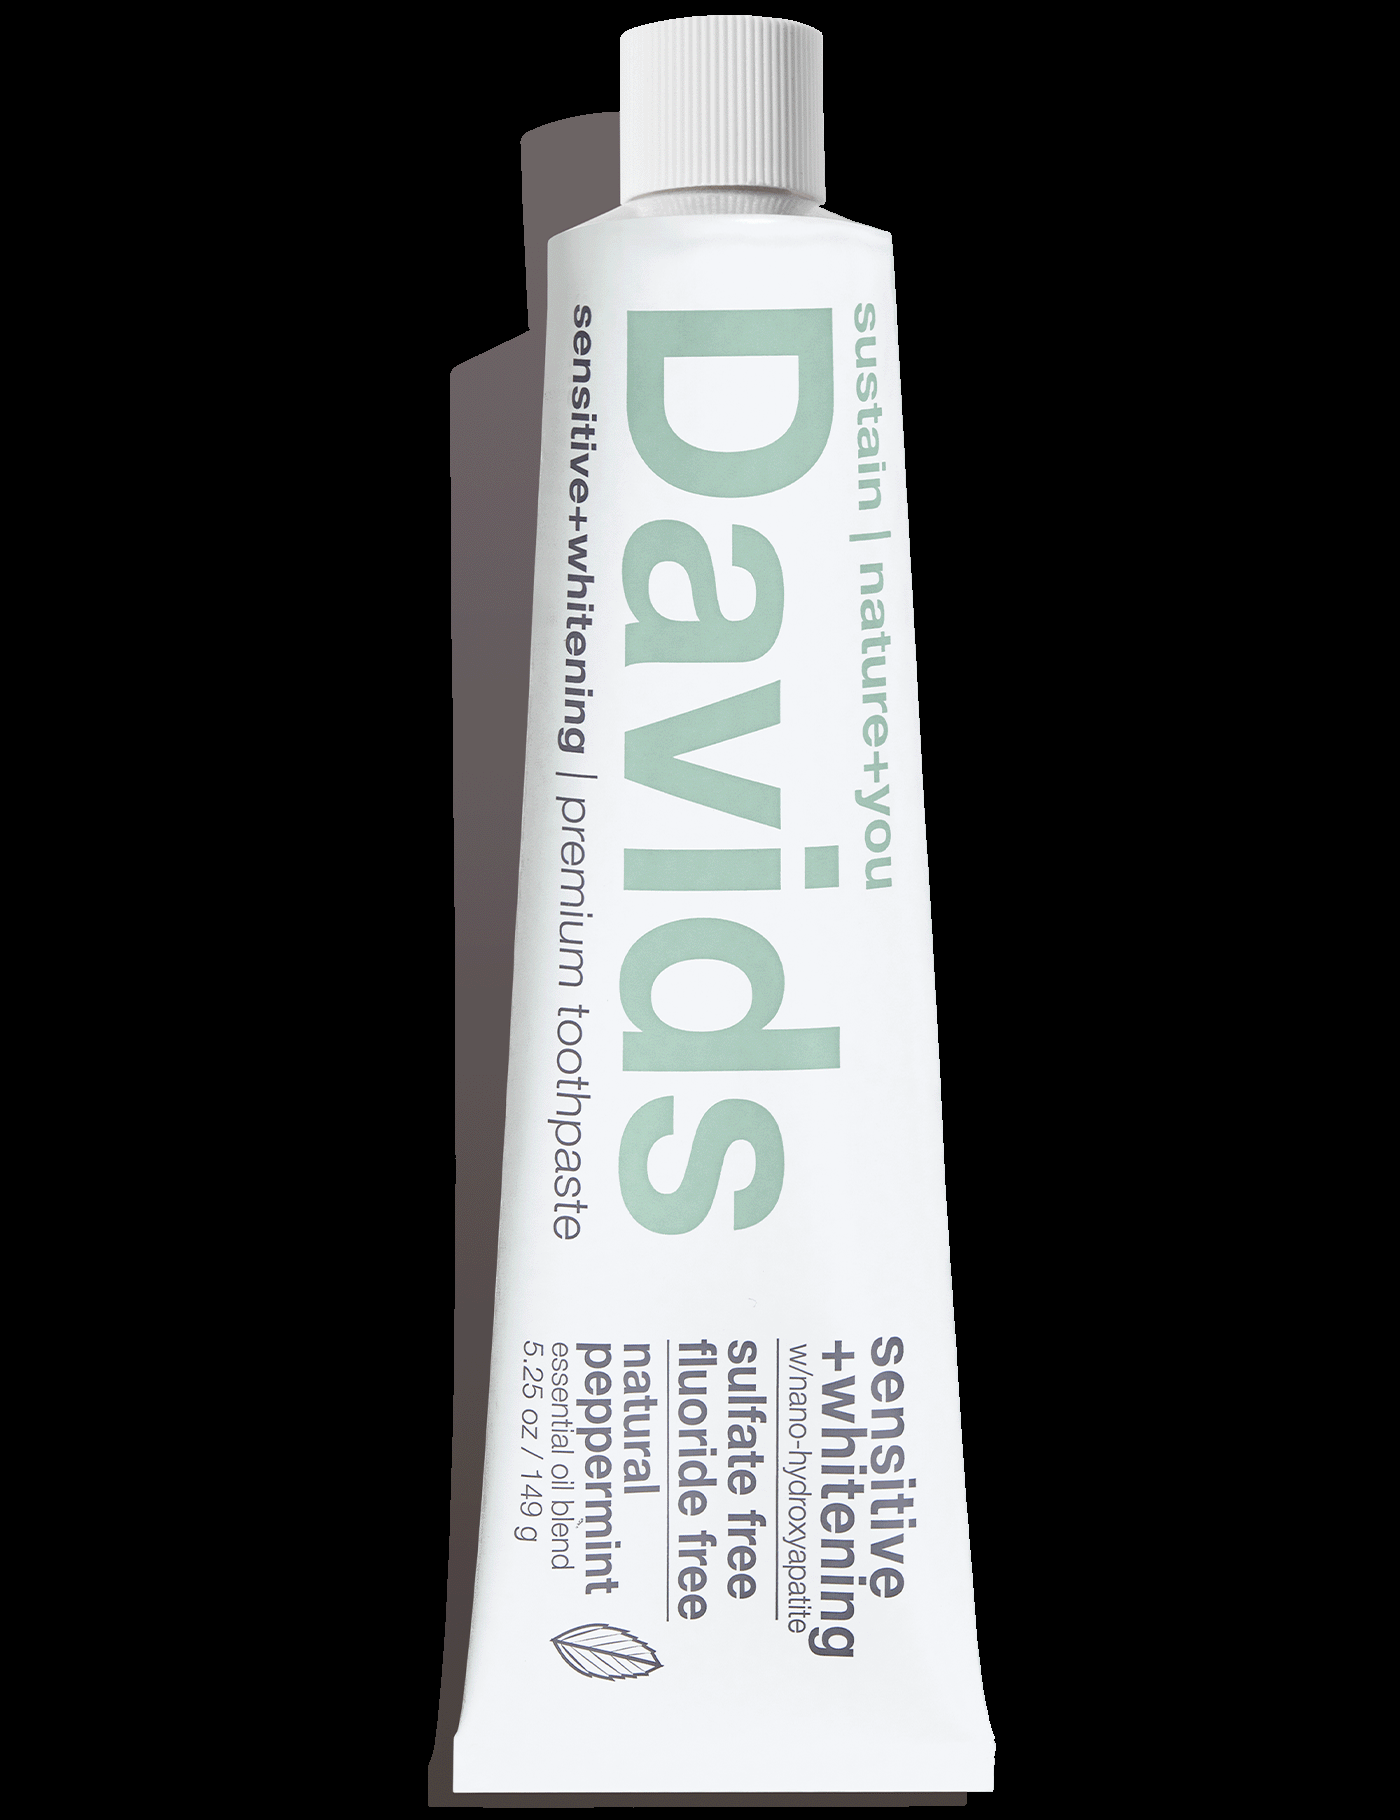 sustain | nature+you
Davids
sensitive+whitening | premium toothpaste
sensitive
+whitening
w/nano-hydroxyapatite
sulfate free
fluoride free
natural
peppermint
essential oil blend
5.25 oz / 149 g